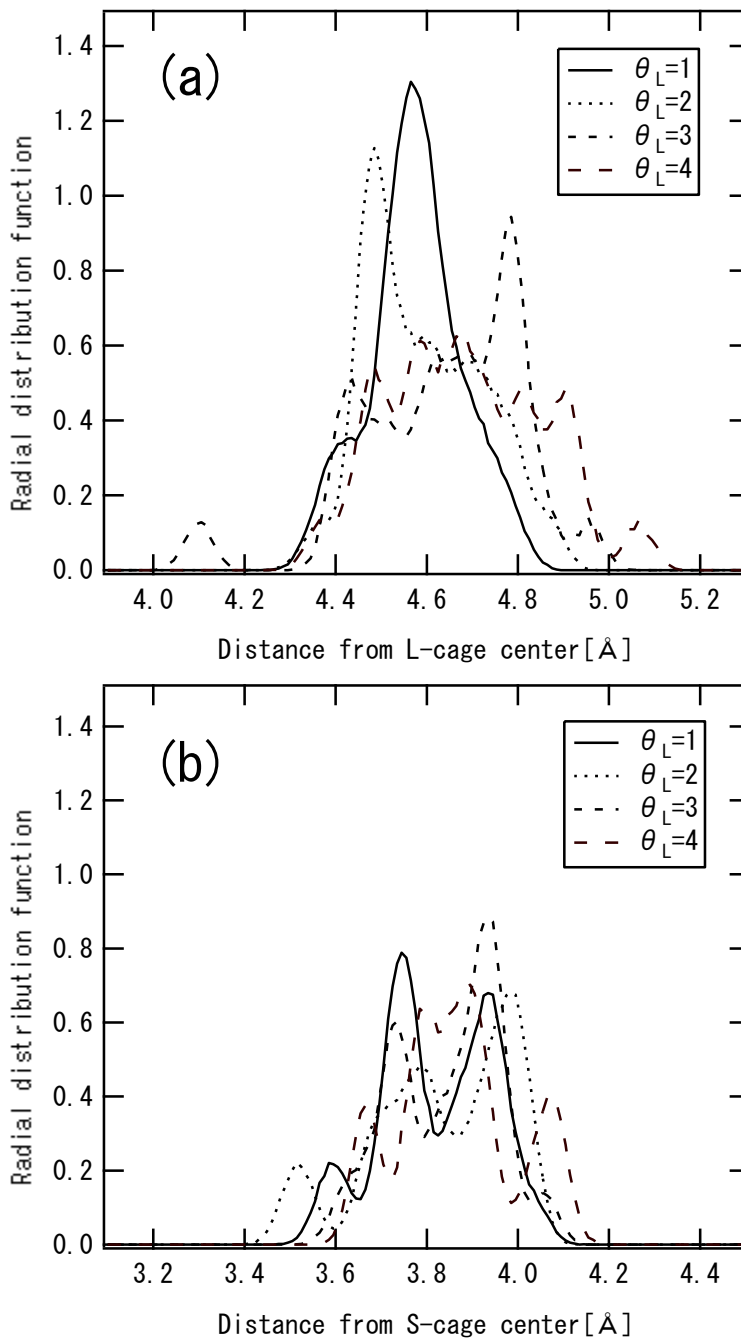 Radial distribution function
1.4
1.2
1.0
0.8
0.6
0.4
0.2
0.0
(a)
θL=1
θL=2
θL=3
θL=4
4.0 4.2 4.4 4.6 4.8 5.0 5.2
Distance from L-cage center[Å]
Radial distribution function
1.4
1.2
1.0
0.8
0.6
0.4
0.2
0.0
(b)
θL=1
θL=2
θL=3
θL=4
3.2 3.4 3.6 3.8 4.0 4.2 4.4
Distance from S-cage center[Å]